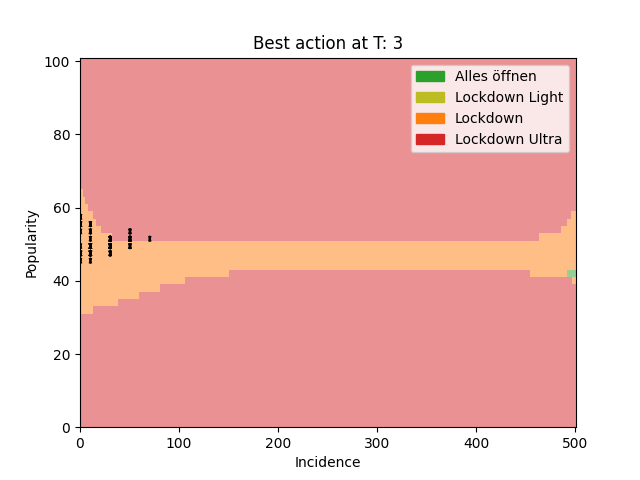 Best action at T: 3
Alles öffnen
Lockdown Light
Lockdown
Lockdown Ultra
100
80
60
40
20
0
Popularity
0 100 200 300 400 500
Incidence